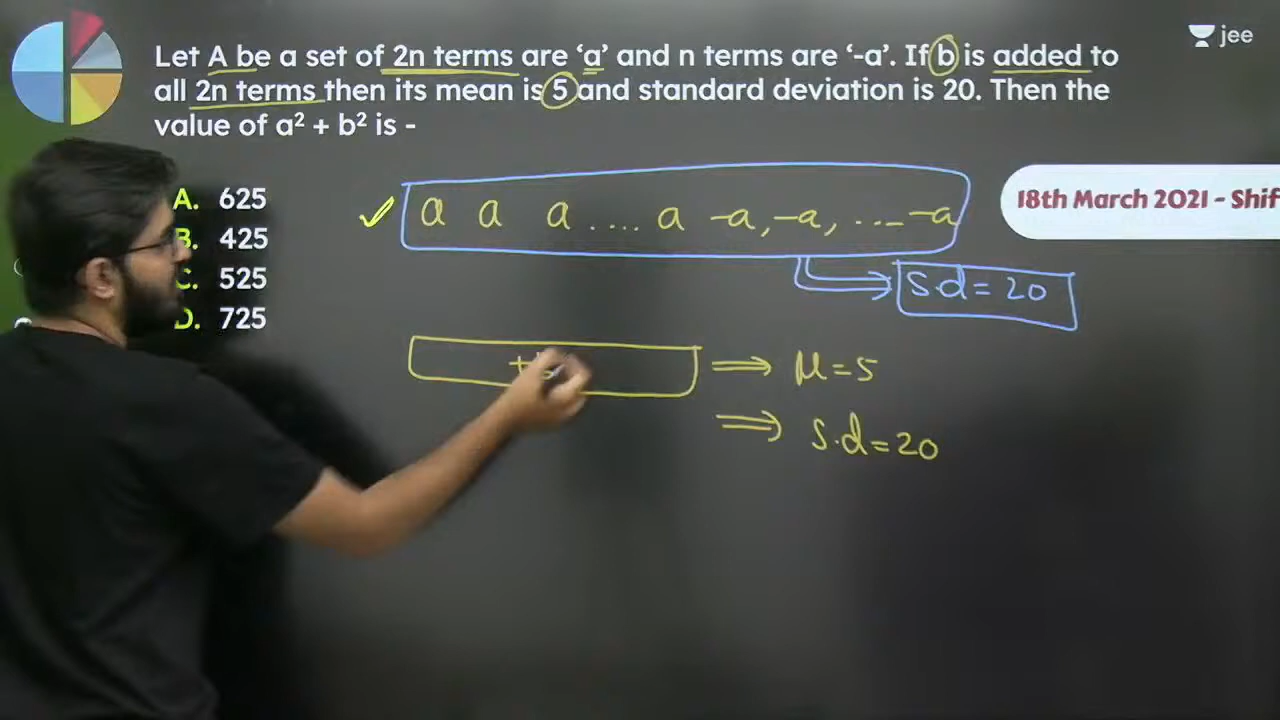 jee
Let A be a set of 2n terms are ‘a’ and n terms are ‘-a’. If b is added to
all 2n terms then its mean is 5 and standard deviation is 20. Then the
value of a² + b² is -
A. 625
B. 425
C. 525
D. 725
18th March 2021 - Shif
a a a .... a -a, -a, ... -a
S.d = 20
μ = 5
S.d = 20